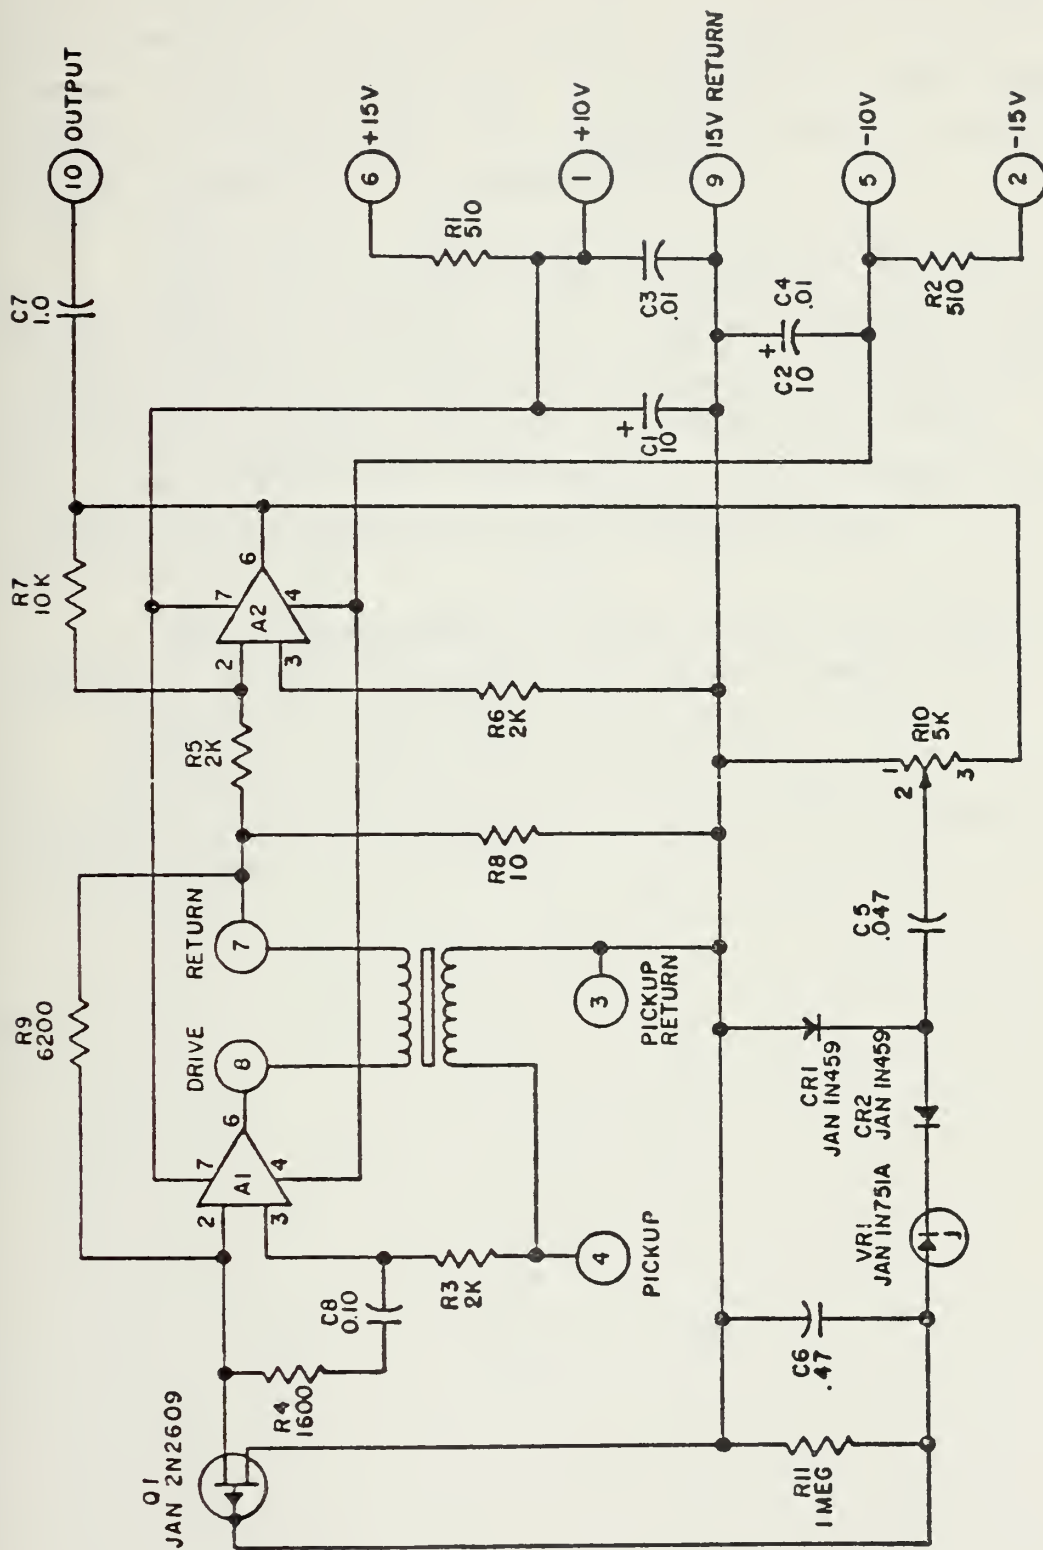 10 OUTPUT
C7
1.0
R7
10K
6 +15V
R1
510
1 +10V
C3
.01
9 15V RETURN
+
C1
10
+
C2
10
C4
.01
5 -10V
R2
510
2 -15V
A2
2
3
4
6
7
R5
2K
R6
2K
R8
10
R9
6200
RETURN
7
DRIVE
8
A1
2
3
4
6
7
3
PICKUP
RETURN
4
PICKUP
R3
2K
C8
0.10
R4
1600
Q1
JAN 2N2609
R10
5K
1
2
3
C5
.047
CR1
JAN 1N459
CR2
JAN 1N459
VR1
JAN 1N751A
C6
.47
R11
1 MEG